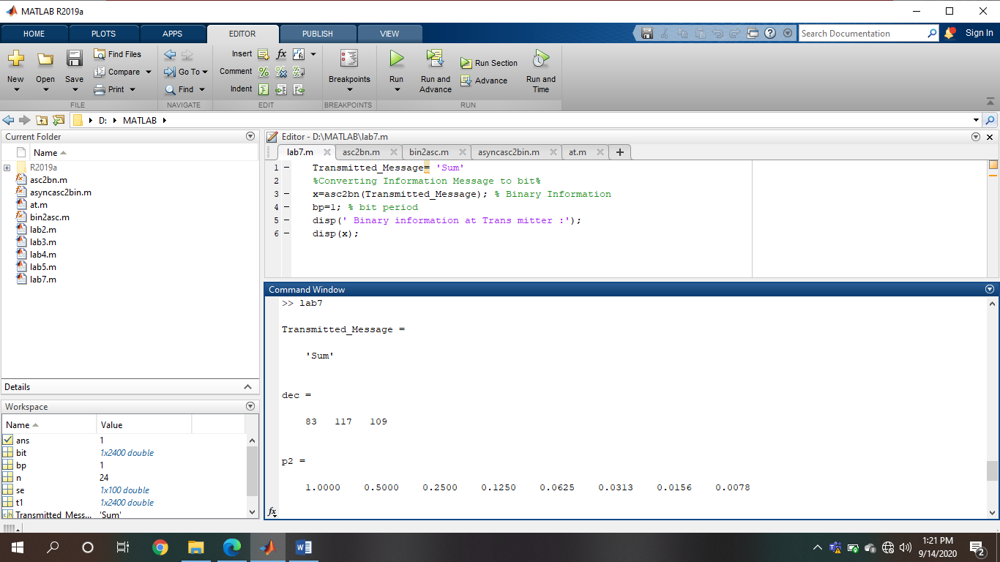 MATLAB R2019a
HOME PLOTS APPS EDITOR PUBLISH VIEW Search Documentation Sign In
New Open Save Find Files Compare Print
Go To Find
Insert fx
Comment
Indent
Breakpoints
Run Run and Advance Run Section Advance Run and Time
FILE NAVIGATE EDIT BREAKPOINTS RUN
D: MATLAB
Current Folder
Name
R2019a
asc2bn.m
asyncasc2bin.m
at.m
bin2asc.m
lab2.m
lab3.m
lab4.m
lab5.m
lab7.m
Details
Workspace
Name Value
ans 1
bit 1x2400 double
bp 1
n 24
se 1x100 double
t1 1x2400 double
Transmitted_Mess... 'Sum'
Editor - D:\MATLAB\lab7.m
lab7.m asc2bn.m bin2asc.m asyncasc2bin.m at.m
1 Transmitted_Message= 'Sum'
2 %Converting Information Message to bit%
3 x=asc2bn(Transmitted_Message); % Binary Information
4 bp=1; % bit period
5 disp(' Binary information at Trans mitter :');
6 disp(x);
Command Window
>> lab7
Transmitted_Message =
'Sum'
dec =
83 117 109
p2 =
1.0000 0.5000 0.2500 0.1250 0.0625 0.0313 0.0156 0.0078
fx
1:21 PM
9/14/2020
2